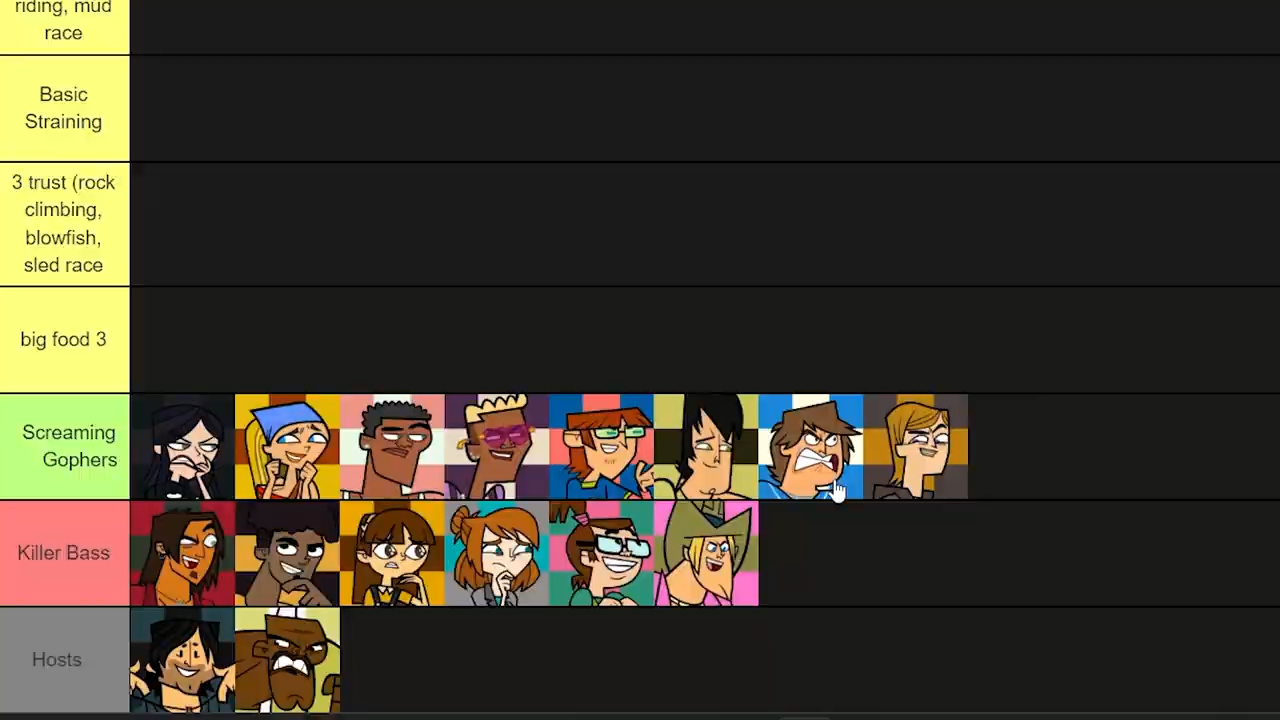 riding, mud
race
Basic
Straining
3 trust (rock
climbing,
blowfish,
sled race
big food 3
Screaming
Gophers
Killer Bass
Hosts